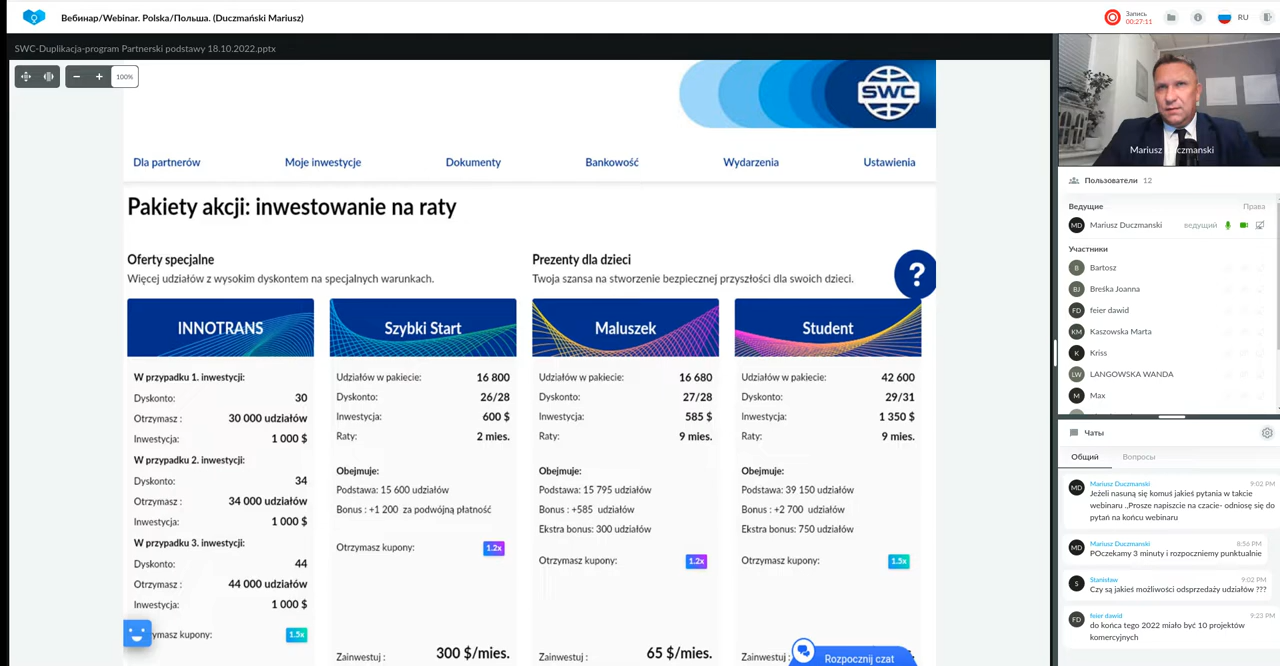 Вебинар/Webinar. Polska/Польша. (Duczmański Mariusz)
Запись
00:27:11
RU
SWC-Duplikacja-program Partnerski podstawy 18.10.2022.pptx
100%
SWC
Dla partnerów
Moje inwestycje
Dokumenty
Bankowość
Wydarzenia
Ustawienia
Pakiety akcji: inwestowanie na raty
Oferty specjalne
Więcej udziałów z wysokim dyskontem na specjalnych warunkach.
Prezenty dla dzieci
Twoja szansa na stworzenie bezpiecznej przyszłości dla swoich dzieci.
?
INNOTRANS
W przypadku 1. inwestycji:
Dyskonto: 30
Otrzymasz : 30 000 udziałów
Inwestycja: 1 000 $
W przypadku 2. inwestycji:
Dyskonto: 34
Otrzymasz : 34 000 udziałów
Inwestycja: 1 000 $
W przypadku 3. inwestycji:
Dyskonto: 44
Otrzymasz : 44 000 udziałów
Inwestycja: 1 000 $
ymasz kupony: 1.5x
Szybki Start
Udziałów w pakiecie: 16 800
Dyskonto: 26/28
Inwestycja: 600 $
Raty: 2 mies.
Obejmuje:
Podstawa: 15 600 udziałów
Bonus : +1 200 za podwójną płatność
Otrzymasz kupony: 1.2x
Zainwestuj : 300 $/mies.
Maluszek
Udziałów w pakiecie: 16 680
Dyskonto: 27/28
Inwestycja: 585 $
Raty: 9 mies.
Obejmuje:
Podstawa: 15 795 udziałów
Bonus : +585 udziałów
Ekstra bonus: 300 udziałów
Otrzymasz kupony: 1.2x
Zainwestuj : 65 $/mies.
Student
Udziałów w pakiecie: 42 600
Dyskonto: 29/31
Inwestycja: 1 350 $
Raty: 9 mies.
Obejmuje:
Podstawa: 39 150 udziałów
Bonus : +2 700 udziałów
Ekstra bonus: 750 udziałów
Otrzymasz kupony: 1.5x
Zainwestuj
Rozpocznij czat
Пользователи 12
Ведущие Права
MD Mariusz Duczmanski ведущий
Участники
B Bartosz
BJ Breśka Joanna
FD feier dawid
KM Kaszowska Marta
K Kriss
LW LANGOWSKA WANDA
M Max
Чаты
Общий Вопросы
MD Mariusz Duczmanski 9:02 PM
Jeżeli nasuną się komuś jakieś pytania w takcie
webinaru ,,Prosze napiszcie na czacie- odniosę się do
pytań na końcu webinaru
MD Mariusz Duczmanski 8:56 PM
POczekamy 3 minuty i rozpoczniemy punktualnie
S Stanisław 9:02 PM
Czy są jakieś możliwości odsprzedaży udziałów ???
FD feier dawid 9:23 PM
do końca tego 2022 miało być 10 projektów
komercyjnych